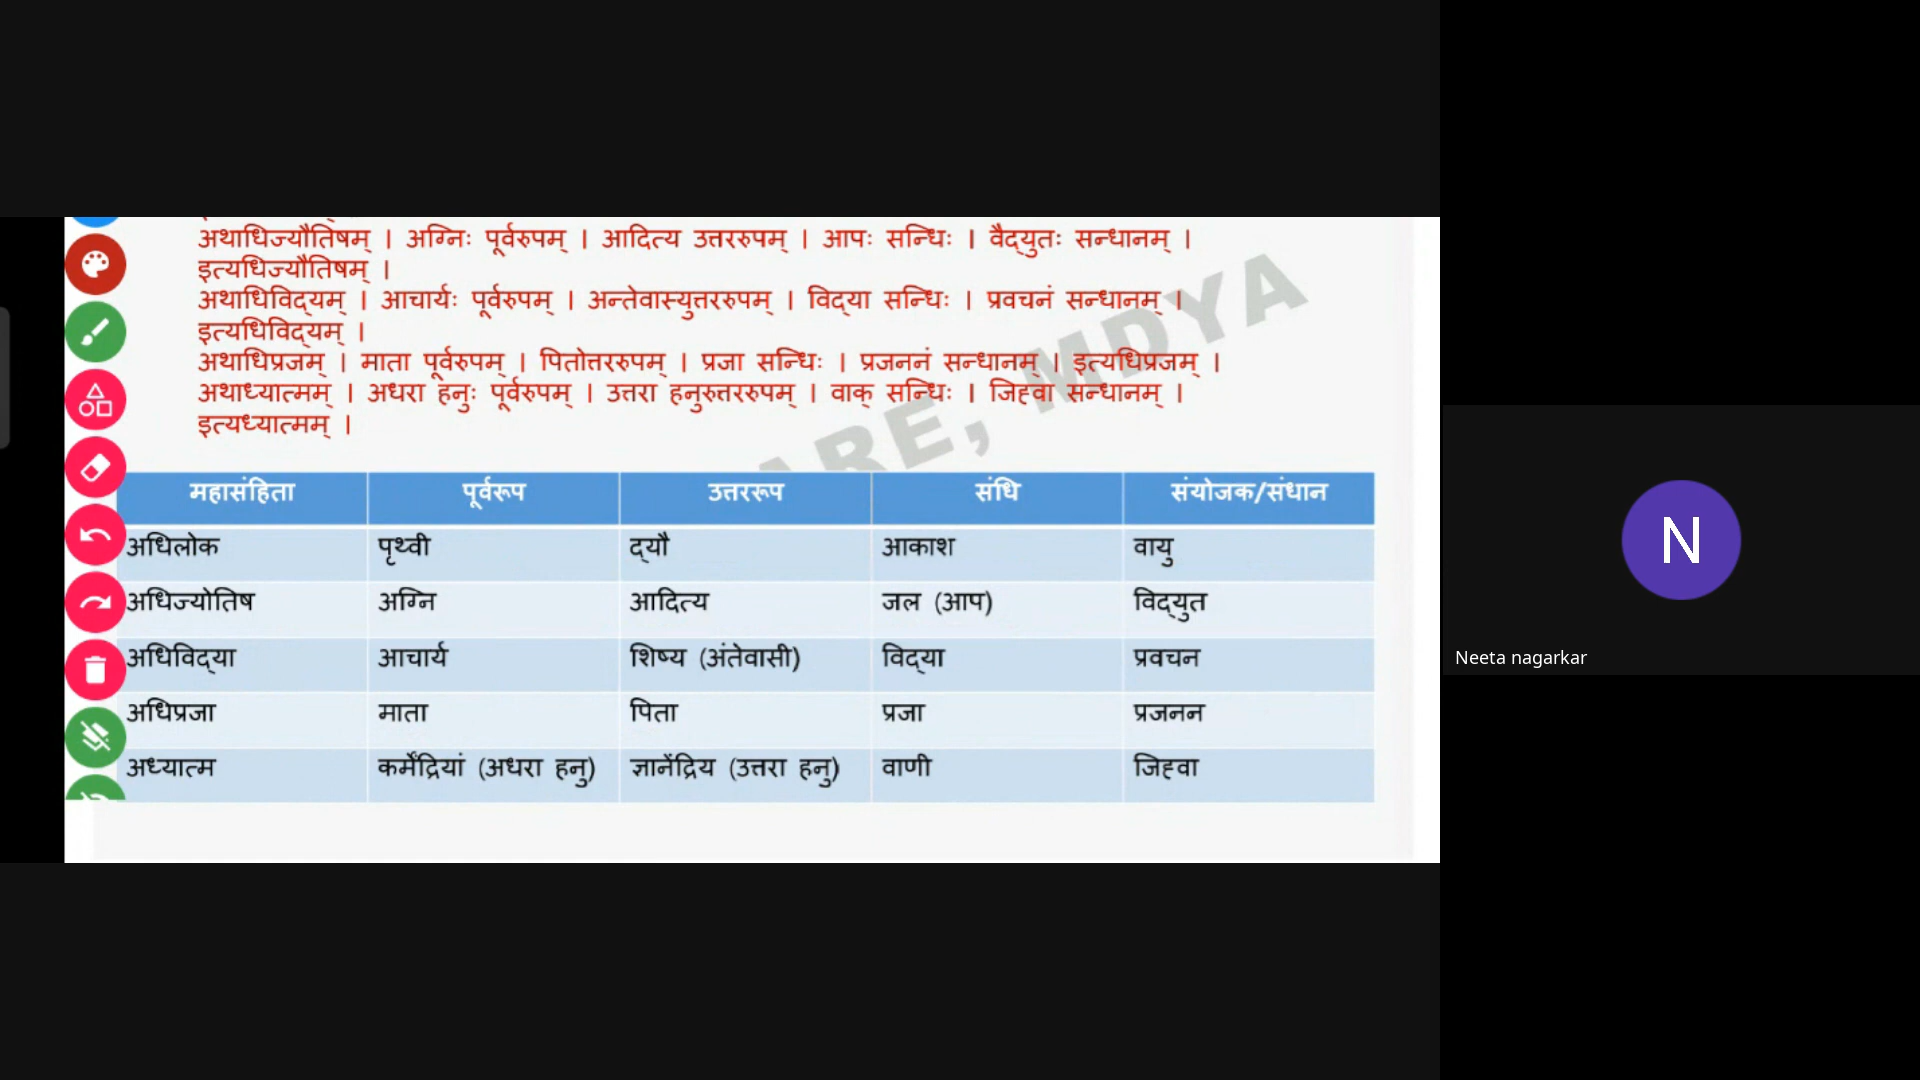 अथाधिज्यौतिषम् । अग्निः पूर्वरुपम् । आदित्य उत्तररुपम् । आपः सन्धिः । वैद्युतः सन्धानम् ।
इत्यधिज्यौतिषम् ।
अथाधिविद्यम् । आचार्यः पूर्वरुपम् । अन्तेवास्युत्तररुपम् । विद्या सन्धिः । प्रवचनं सन्धानम् ।
इत्यधिविद्यम् ।
अथाधिप्रजम् । माता पूर्वरुपम् । पितोत्तररुपम् । प्रजा सन्धिः । प्रजननं सन्धानम् । इत्यधिप्रजम् ।
अथाध्यात्मम् । अधरा हनुः पूर्वरुपम् । उत्तरा हनुरुत्तररुपम् । वाक् सन्धिः । जिह्वा सन्धानम् ।
इत्यध्यात्मम् ।
ARE, MDYA
महासंहिता पूर्वरूप उत्तररूप संधि संयोजक/संधान
अधिलोक पृथ्वी द्यौ आकाश वायु
अधिज्योतिष अग्नि आदित्य जल (आप) विद्युत
अधिविद्या आचार्य शिष्य (अंतेवासी) विद्या प्रवचन
अधिप्रजा माता पिता प्रजा प्रजनन
अध्यात्म कर्मेंद्रियां (अधरा हनु) ज्ञानेंद्रिय (उत्तरा हनु) वाणी जिह्वा
N
Neeta nagarkar